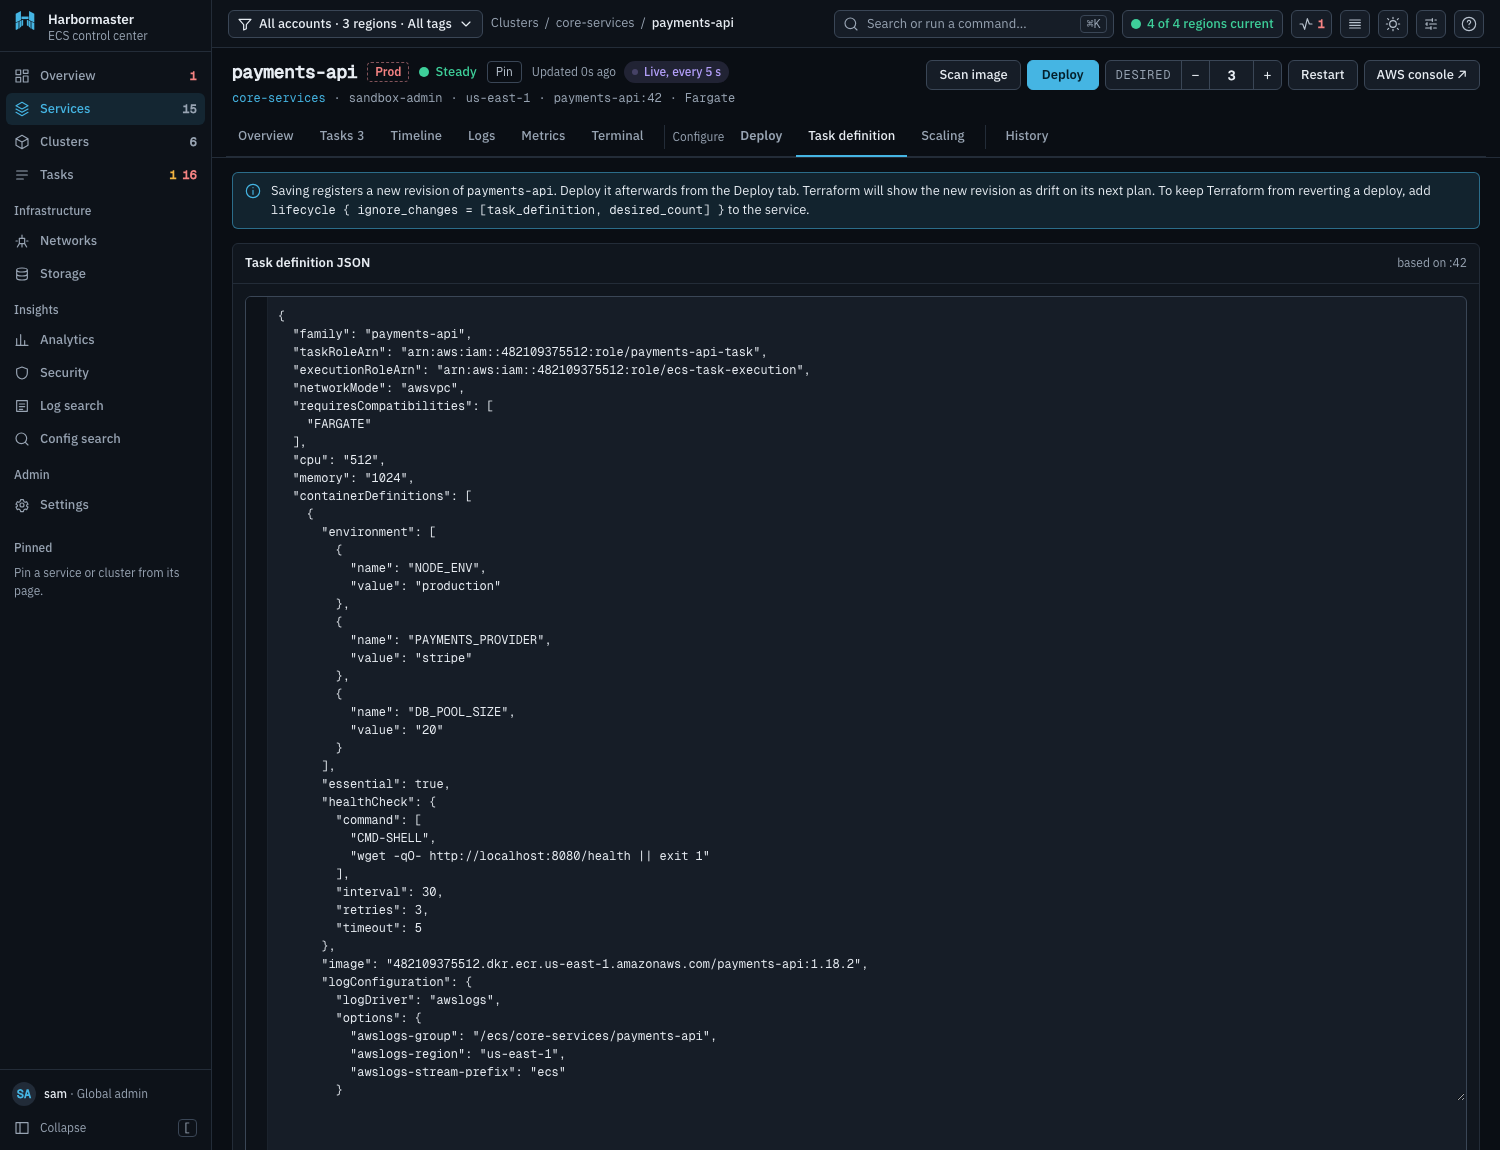 Harbormaster
ECS control center
Overview 1
Services 15
Clusters 6
Tasks 1 16
Infrastructure
Networks
Storage
Insights
Analytics
Security
Log search
Config search
Admin
Settings
Pinned
Pin a service or cluster from its
page.
SA sam · Global admin
Collapse [
All accounts · 3 regions · All tags
Clusters / core-services / payments-api
Search or run a command... ⌘K
4 of 4 regions current
1
payments-api Prod Steady Pin Updated 0s ago Live, every 5 s
Scan image Deploy DESIRED − 3 + Restart AWS console ↗
core-services · sandbox-admin · us-east-1 · payments-api:42 · Fargate
Overview Tasks 3 Timeline Logs Metrics Terminal Configure Deploy Task definition Scaling History
Saving registers a new revision of payments-api. Deploy it afterwards from the Deploy tab. Terraform will show the new revision as drift on its next plan. To keep Terraform from reverting a deploy, add
lifecycle { ignore_changes = [task_definition, desired_count] } to the service.
Task definition JSON based on :42
{
  "family": "payments-api",
  "taskRoleArn": "arn:aws:iam::482109375512:role/payments-api-task",
  "executionRoleArn": "arn:aws:iam::482109375512:role/ecs-task-execution",
  "networkMode": "awsvpc",
  "requiresCompatibilities": [
    "FARGATE"
  ],
  "cpu": "512",
  "memory": "1024",
  "containerDefinitions": [
    {
      "environment": [
        {
          "name": "NODE_ENV",
          "value": "production"
        },
        {
          "name": "PAYMENTS_PROVIDER",
          "value": "stripe"
        },
        {
          "name": "DB_POOL_SIZE",
          "value": "20"
        }
      ],
      "essential": true,
      "healthCheck": {
        "command": [
          "CMD-SHELL",
          "wget -qO- http://localhost:8080/health || exit 1"
        ],
        "interval": 30,
        "retries": 3,
        "timeout": 5
      },
      "image": "482109375512.dkr.ecr.us-east-1.amazonaws.com/payments-api:1.18.2",
      "logConfiguration": {
        "logDriver": "awslogs",
        "options": {
          "awslogs-group": "/ecs/core-services/payments-api",
          "awslogs-region": "us-east-1",
          "awslogs-stream-prefix": "ecs"
        }